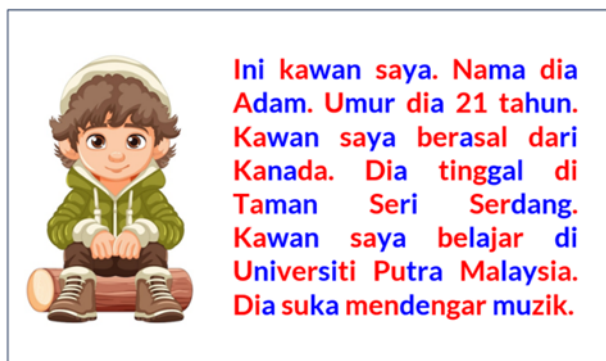 Ini kawan saya. Nama dia
Adam. Umur dia 21 tahun.
Kawan saya berasal dari
Kanada. Dia tinggal di
Taman Seri Serdang.
Kawan saya belajar di
Universiti Putra Malaysia.
Dia suka mendengar muzik.